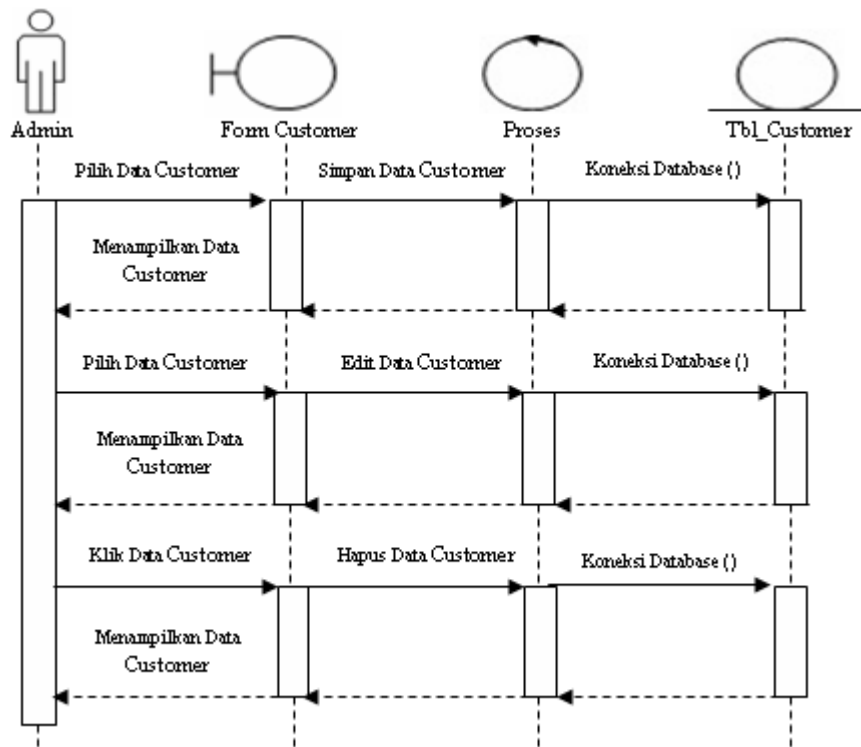 Admin
Form Customer
Proses
Tbl_Customer
Pilih Data Customer
Simpan Data Customer
Koneksi Database ()
Menampilkan Data
Customer
Pilih Data Customer
Edit Data Customer
Koneksi Database ()
Menampilkan Data
Customer
Klik Data Customer
Hapus Data Customer
Koneksi Database ()
Menampilkan Data
Customer